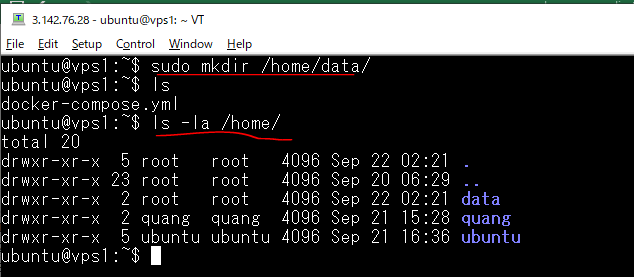 3.142.76.28 - ubuntu@vps1: ~ VT
File Edit Setup Control Window Help
ubuntu@vps1:~$ sudo mkdir /home/data/
ubuntu@vps1:~$ ls
docker-compose.yml
ubuntu@vps1:~$ ls -la /home/
total 20
drwxr-xr-x 5 root root 4096 Sep 22 02:21 .
drwxr-xr-x 23 root root 4096 Sep 20 06:29 ..
drwxr-xr-x 2 root root 4096 Sep 22 02:21 data
drwxr-xr-x 2 quang quang 4096 Sep 21 15:28 quang
drwxr-xr-x 5 ubuntu ubuntu 4096 Sep 21 16:36 ubuntu
ubuntu@vps1:~$